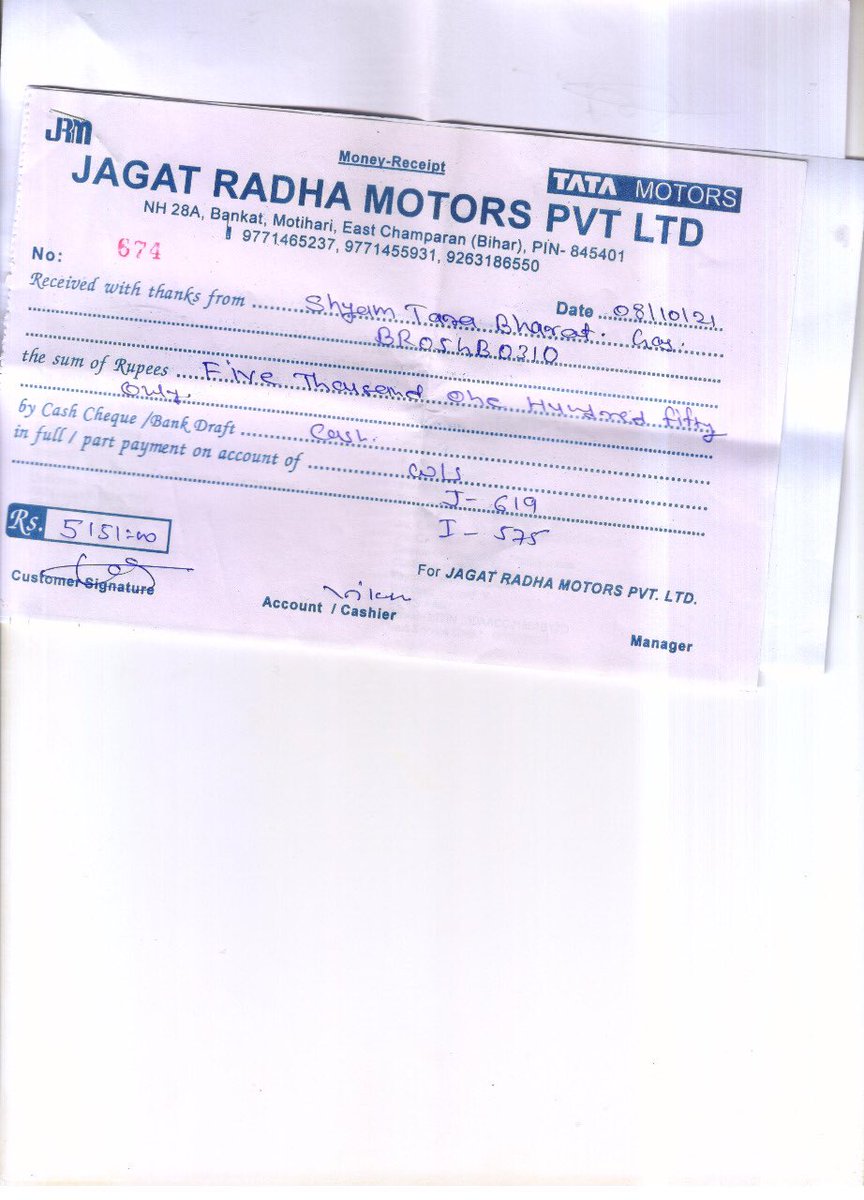 JRM
Money-Receipt
TATA MOTORS
JAGAT RADHA MOTORS PVT LTD
NH 28A, Bankat, Motihari, East Champaran (Bihar), PIN- 845401
9771465237, 9771455931, 9263186550
No: 674
Date 08/10/21
Received with thanks from Shyam Tara Bharat Gas.
BR05GB0310
the sum of Rupees Five Thousand One Hundred fifty
Only.
by Cash Cheque /Bank Draft Cash.
in full / part payment on account of
J- 619
I - 575
Rs. 5151=00
Customer Signature
Account / Cashier
For JAGAT RADHA MOTORS PVT. LTD.
Manager